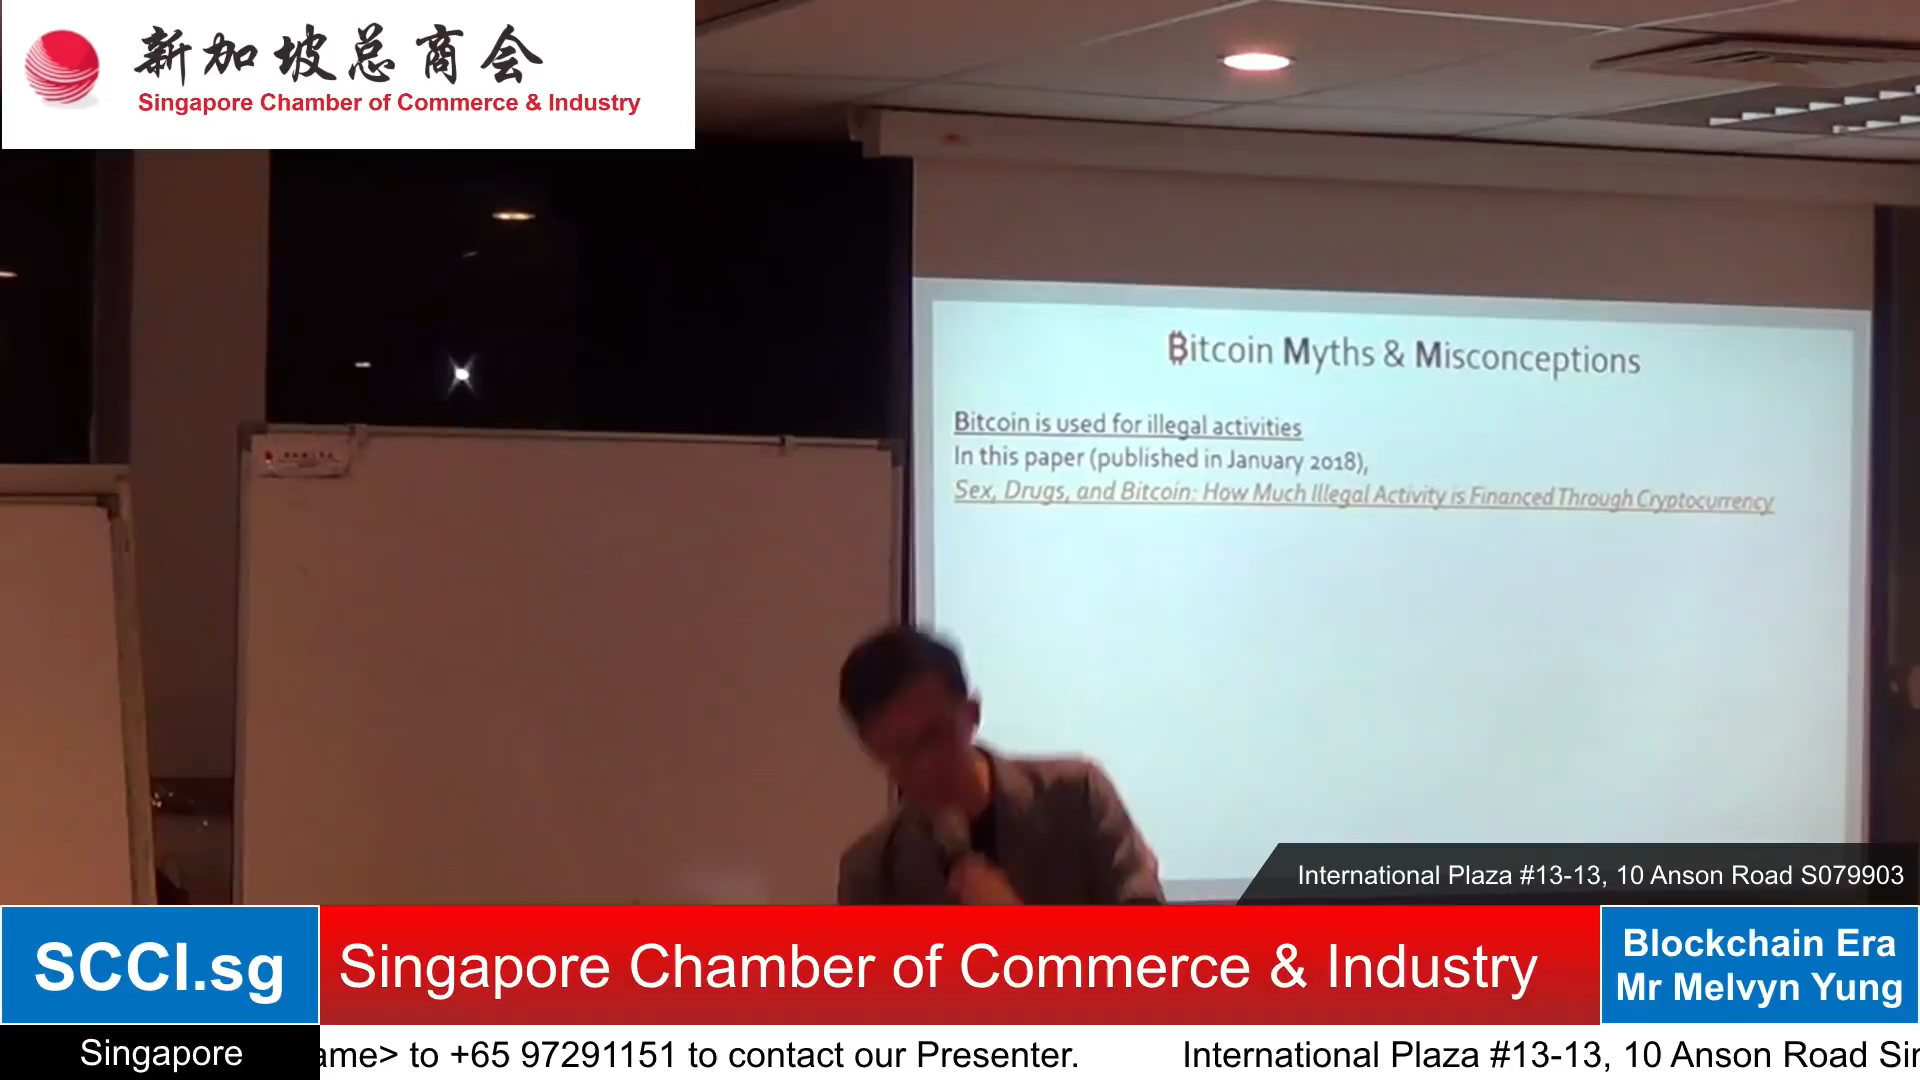 新加坡总商会
Singapore Chamber of Commerce & Industry
Bitcoin Myths & Misconceptions
Bitcoin is used for illegal activities
In this paper (published in January 2018),
Sex, Drugs, and Bitcoin: How Much Illegal Activity is Financed Through Cryptocurrency
International Plaza #13-13, 10 Anson Road S079903
SCCI.sg
Singapore Chamber of Commerce & Industry
Blockchain Era
Mr Melvyn Yung
Singapore
ame> to +65 97291151 to contact our Presenter.
International Plaza #13-13, 10 Anson Road Sin